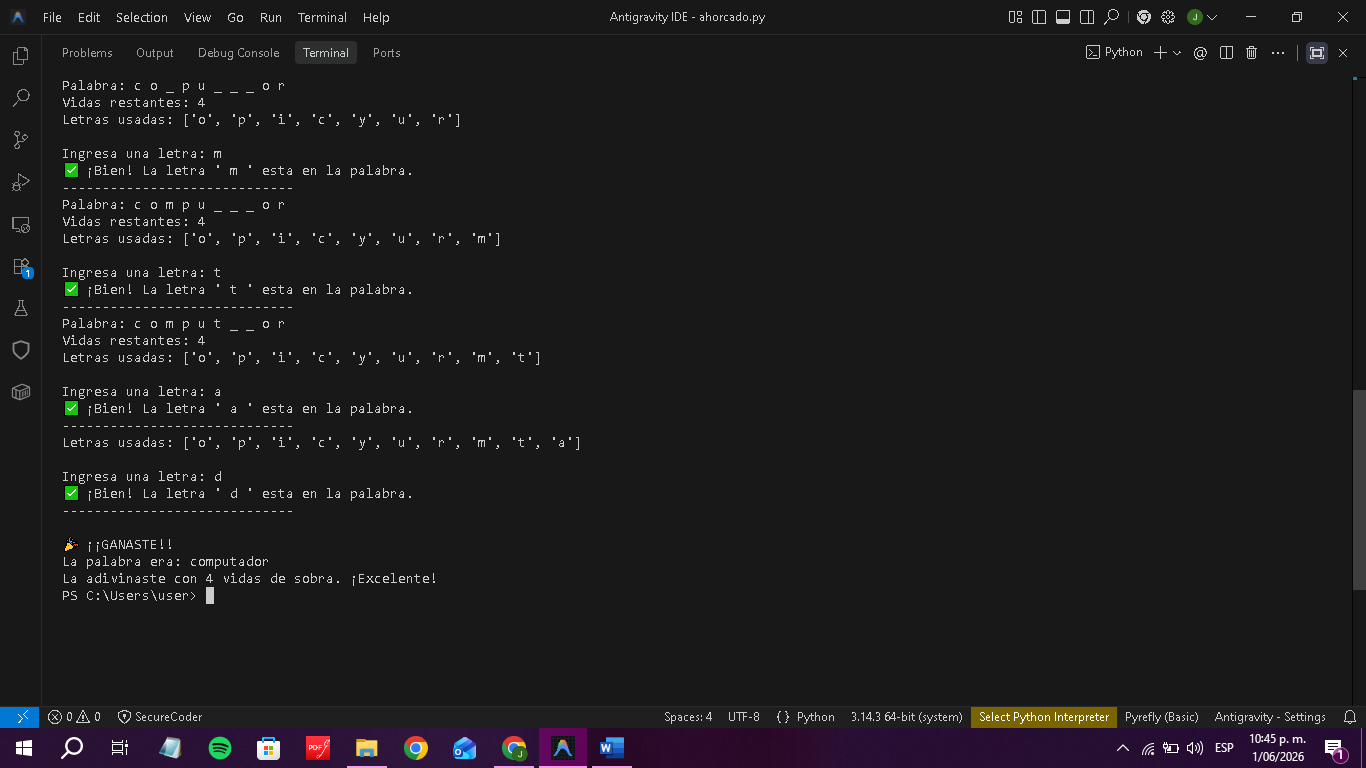 File Edit Selection View Go Run Terminal Help Antigravity IDE - ahorcado.py J
Problems Output Debug Console Terminal Ports Python
Palabra: c o _ p u _ _ _ o r
Vidas restantes: 4
Letras usadas: ['o', 'p', 'i', 'c', 'y', 'u', 'r']
Ingresa una letra: m
✅ ¡Bien! La letra ' m ' esta en la palabra.
-----------------------------
Palabra: c o m p u _ _ _ o r
Vidas restantes: 4
Letras usadas: ['o', 'p', 'i', 'c', 'y', 'u', 'r', 'm']
Ingresa una letra: t
✅ ¡Bien! La letra ' t ' esta en la palabra.
-----------------------------
Palabra: c o m p u t _ _ o r
Vidas restantes: 4
Letras usadas: ['o', 'p', 'i', 'c', 'y', 'u', 'r', 'm', 't']
Ingresa una letra: a
✅ ¡Bien! La letra ' a ' esta en la palabra.
-----------------------------
Letras usadas: ['o', 'p', 'i', 'c', 'y', 'u', 'r', 'm', 't', 'a']
Ingresa una letra: d
✅ ¡Bien! La letra ' d ' esta en la palabra.
-----------------------------
🎉 ¡¡GANASTE!!
La palabra era: computador
La adivinaste con 4 vidas de sobra. ¡Excelente!
PS C:\Users\user>
1
0 0 SecureCoder Spaces: 4 UTF-8 {} Python 3.14.3 64-bit (system) Select Python Interpreter Pyrefly (Basic) Antigravity - Settings
PDF J W ESP 10:45 p. m.
1/06/2026 1